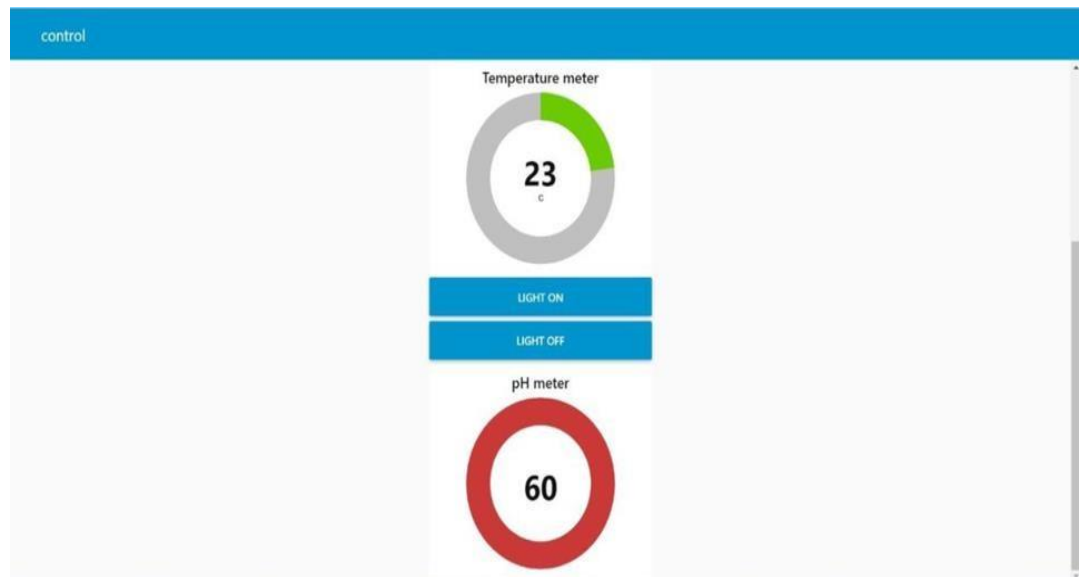 control
Temperature meter
23
c
LIGHT ON
LIGHT OFF
pH meter
60